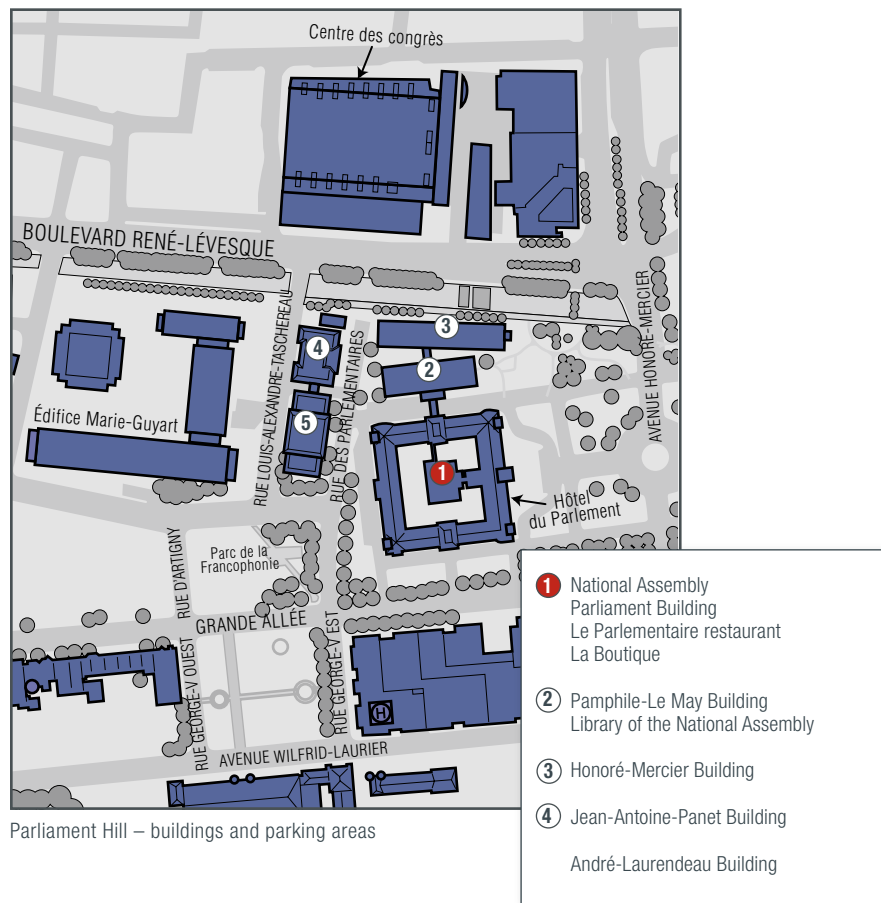 Centre des congrès
BOULEVARD RENÉ-LÉVESQUE
RUE LOUIS-ALEXANDRE-TASCHEREAU
RUE DES PARLEMENTAIRES
AVENUE HONORÉ-MERCIER
3
4
2
5
1
Édifice Marie-Guyart
Hôtel
du Parlement
RUE D'ARTIGNY
Parc de la
Francophonie
GRANDE ALLÉE
RUE GEORGE-V OUEST
RUE GEORGE-V EST
H
AVENUE WILFRID-LAURIER
1 National Assembly
Parliament Building
Le Parlementaire restaurant
La Boutique
2 Pamphile-Le May Building
Library of the National Assembly
3 Honoré-Mercier Building
4 Jean-Antoine-Panet Building
André-Laurendeau Building
Parliament Hill – buildings and parking areas